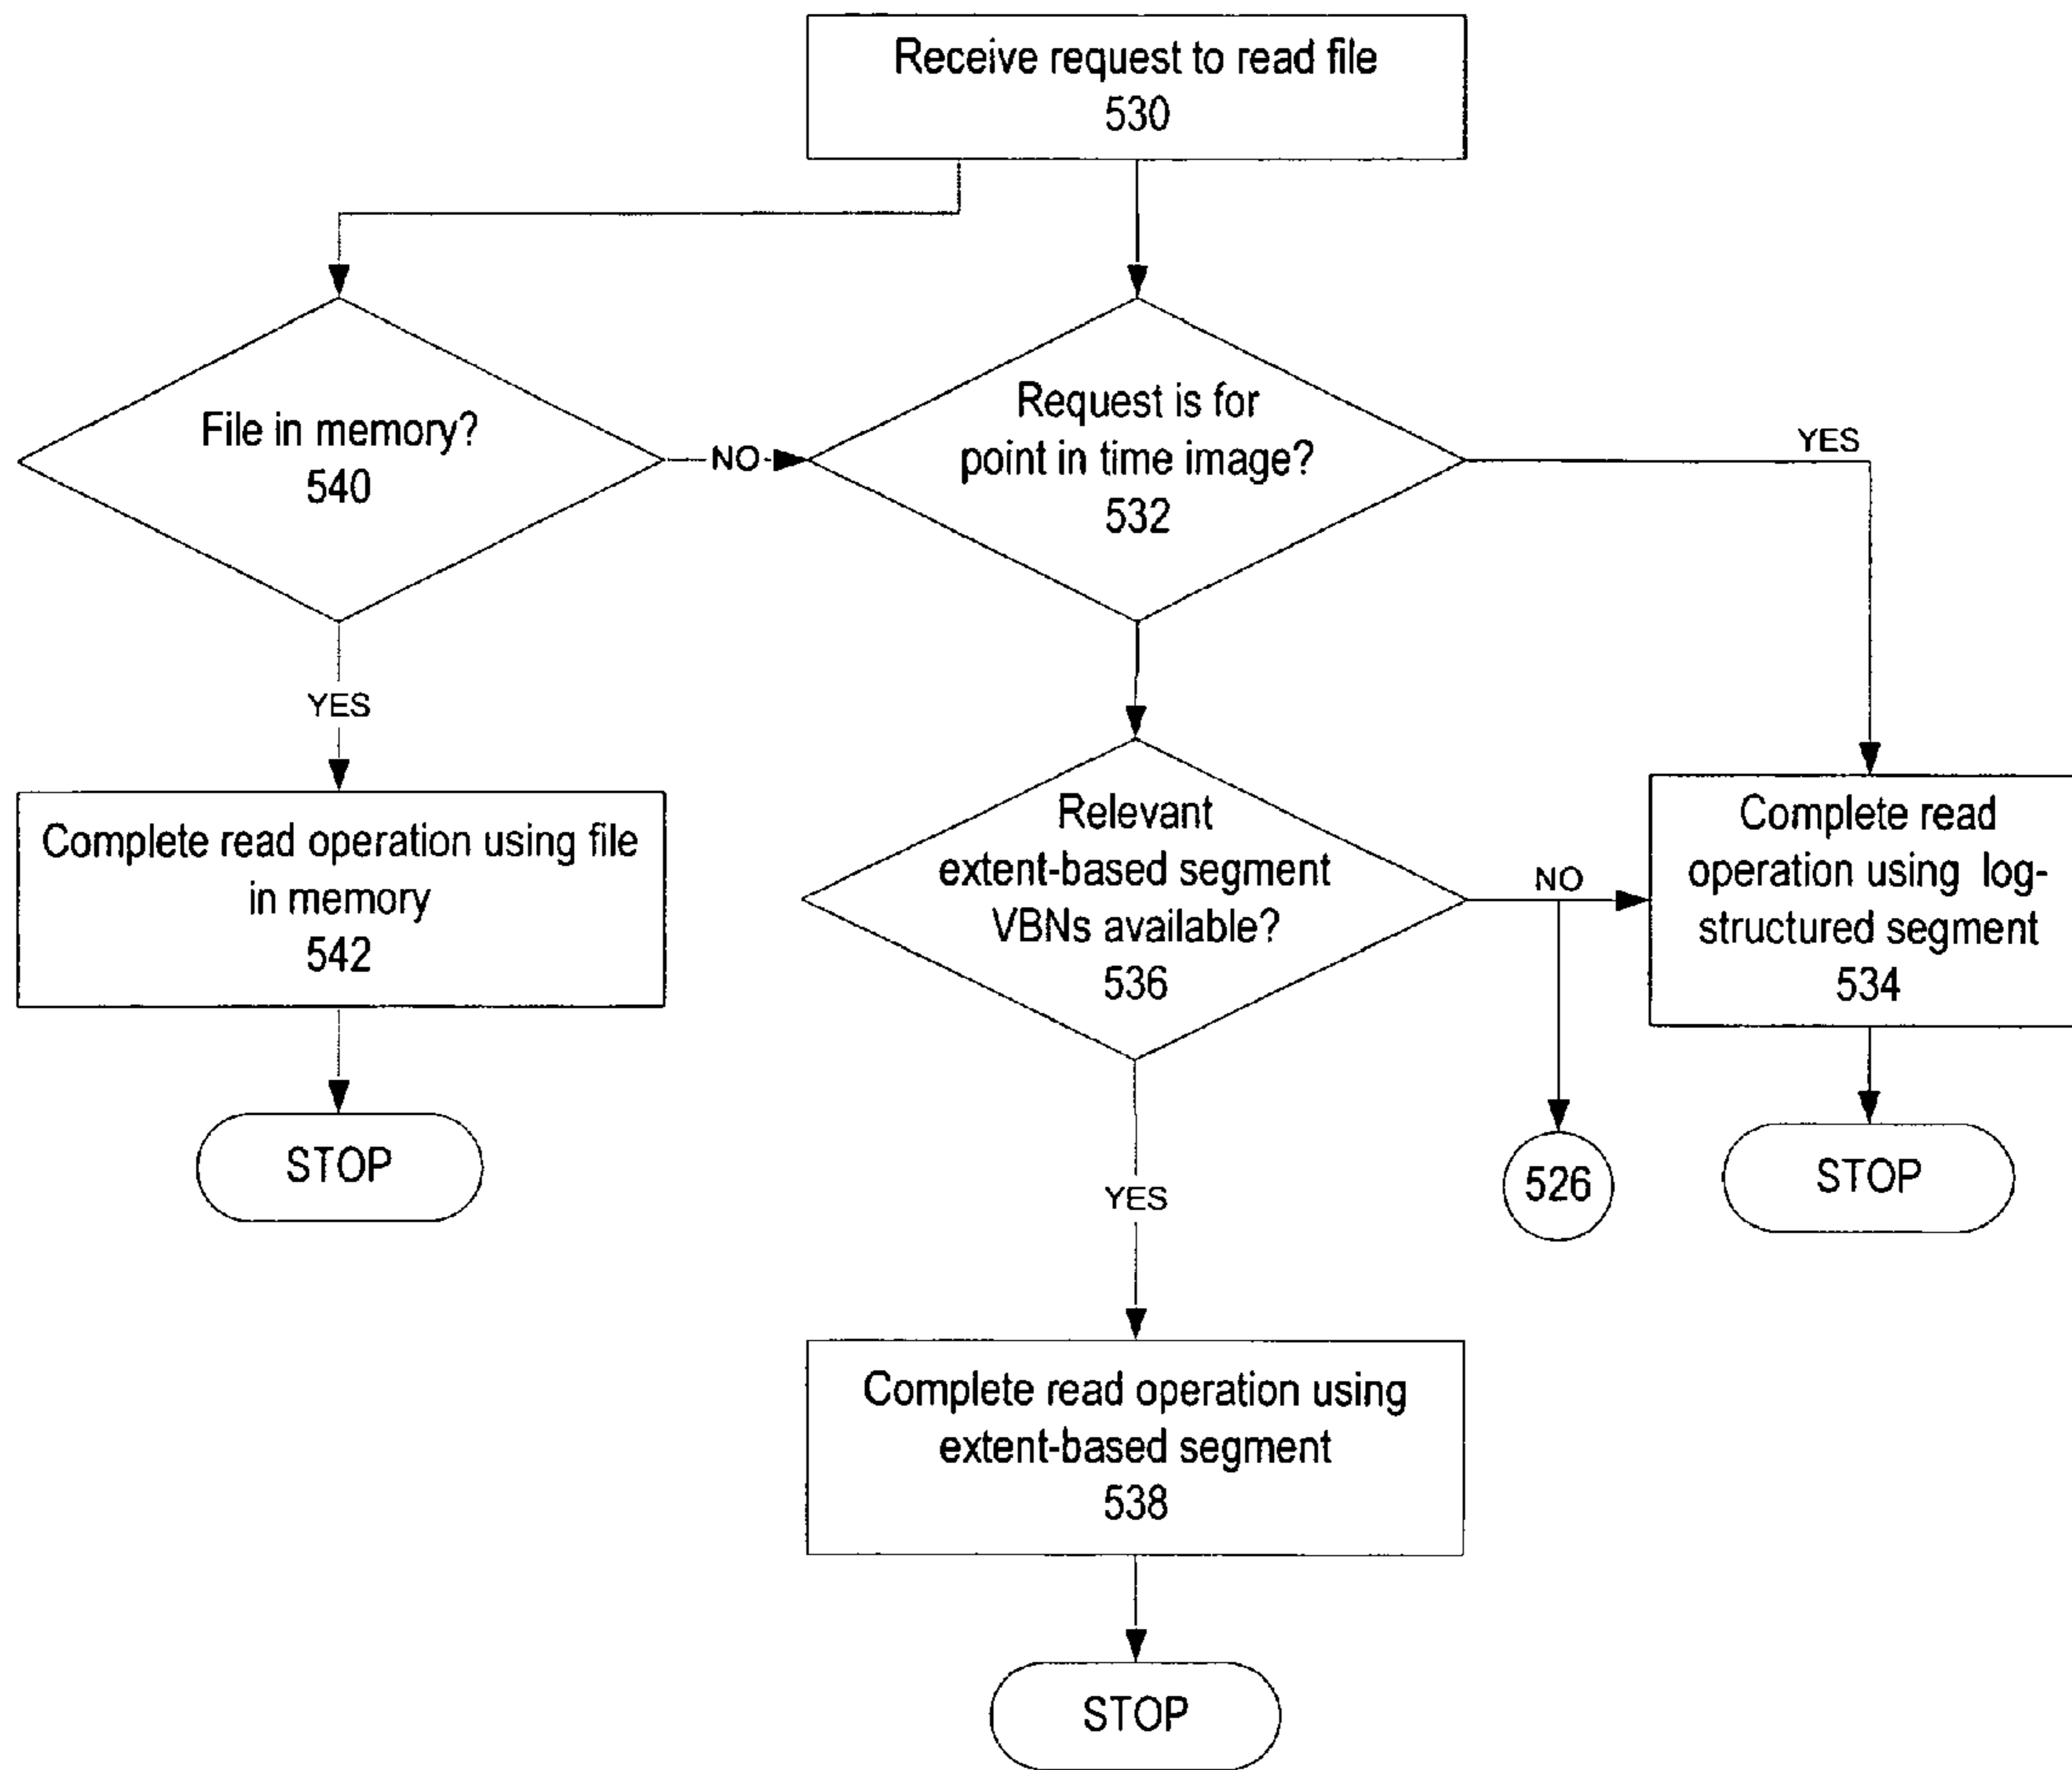 Receive request to read file
530
File in memory?
540
NO
Request is for
point in time image?
532
YES
YES
Complete read operation using file
in memory
542
STOP
Relevant
extent-based segment
VBNs available?
536
NO
Complete read
operation using log-
structured segment
534
526
STOP
YES
Complete read operation using
extent-based segment
538
STOP